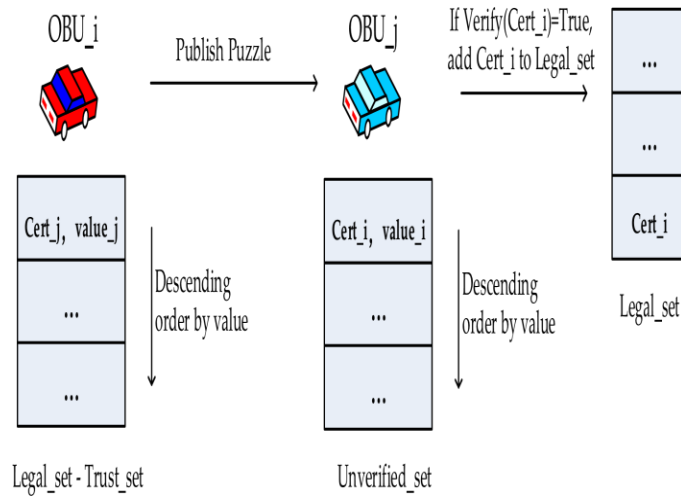 OBU_i
Publish Puzzle
OBU_j
If Verify(Cert_i)=True,
add Cert_i to Legal_set
Cert_j, value_j
...
...
Descending
order by value
Legal_set - Trust_set
Cert_i, value_i
...
...
Descending
order by value
Unverified_set
...
...
Cert_i
Legal_set